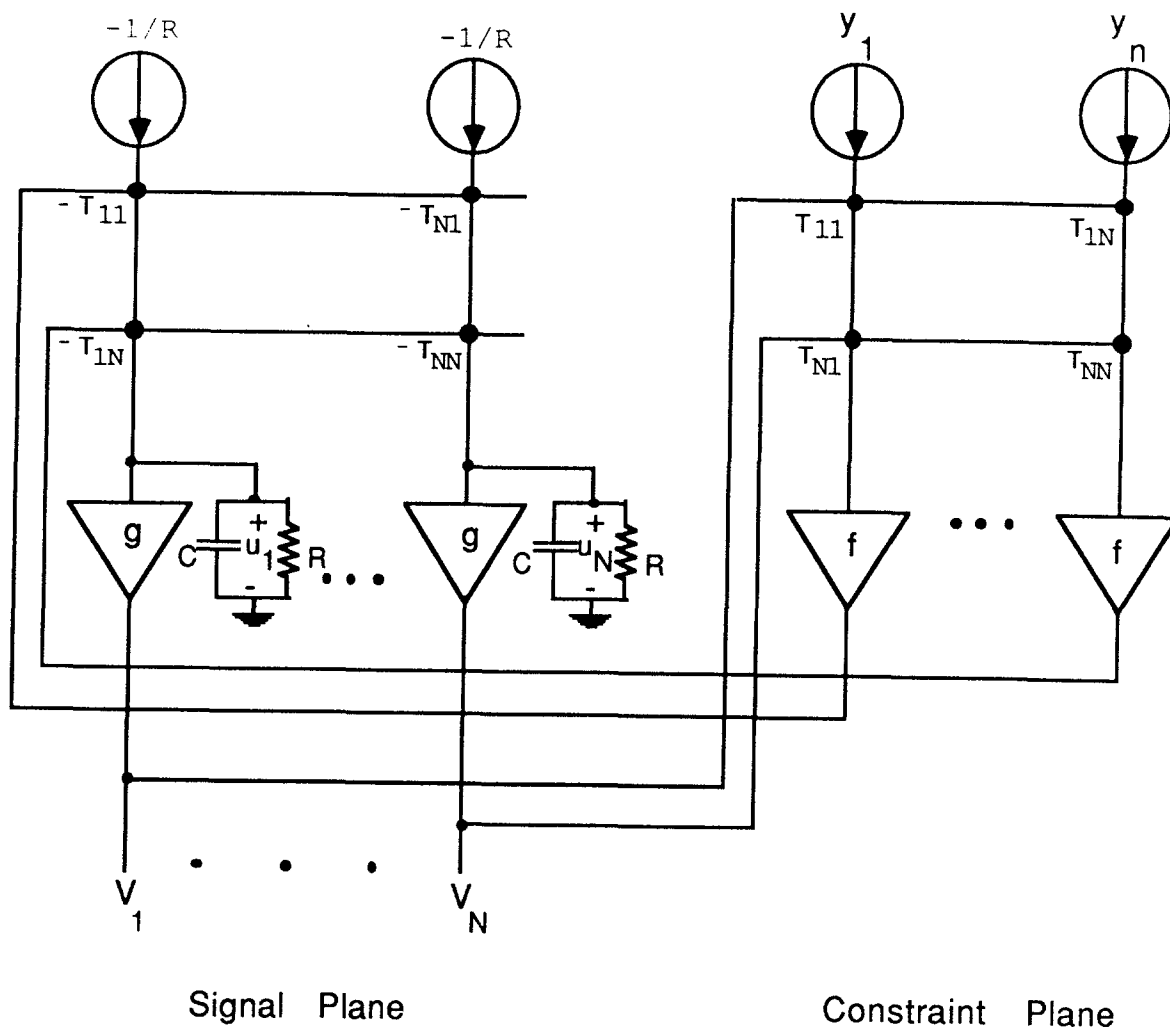 -1/R -1/R y1 yn
-T11 -TN1 T11 T1N
-T1N -TNN TN1 TNN
g C + u1 - R g C + uN - R f f
V1 VN
Signal Plane Constraint Plane